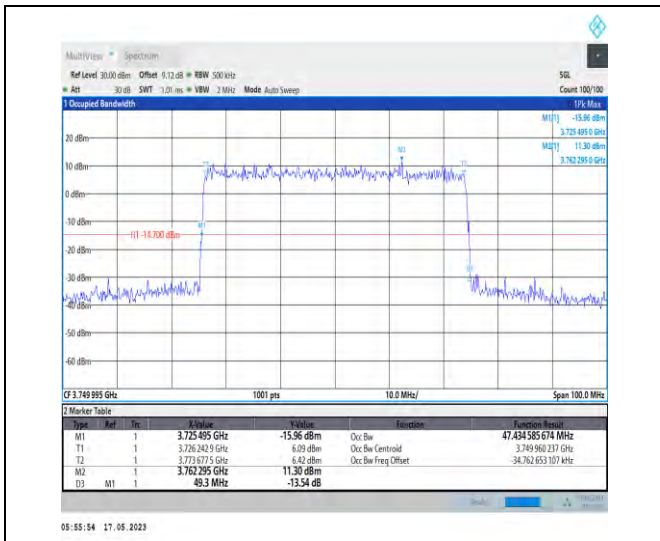 MultiView Spectrum
Ref Level 30.00 dBm Offset 9.12 dB RBW 500 kHz SGL
Att 30 dB SWT 1.01 ms VBW 2 MHz Mode Auto Sweep Count 100/100
1 Occupied Bandwidth 1Pk Max
M1[1] -15.96 dBm
3.725 495 0 GHz
M2[1] 11.30 dBm
3.762 295 0 GHz
20 dBm
10 dBm
0 dBm
-10 dBm
H1 -14.700 dBm
-20 dBm
-30 dBm
-40 dBm
-50 dBm
-60 dBm
M1
M2
CF 3.749 995 GHz 1001 pts 10.0 MHz/ Span 100.0 MHz
2 Marker Table
Type Ref Trc X-Value Y-Value Function Function Result
M1 1 3.725 495 GHz -15.96 dBm Occ Bw 47.434 585 674 MHz
T1 1 3.726 242 9 GHz 6.09 dBm Occ Bw Centroid 3.749 960 237 GHz
T2 1 3.773 677 5 GHz 6.42 dBm Occ Bw Freq Offset -34.762 653 107 kHz
M2 1 3.762 295 GHz 11.30 dBm
D3 M1 1 49.3 MHz -13.54 dB
05:55:54 17.05.2023